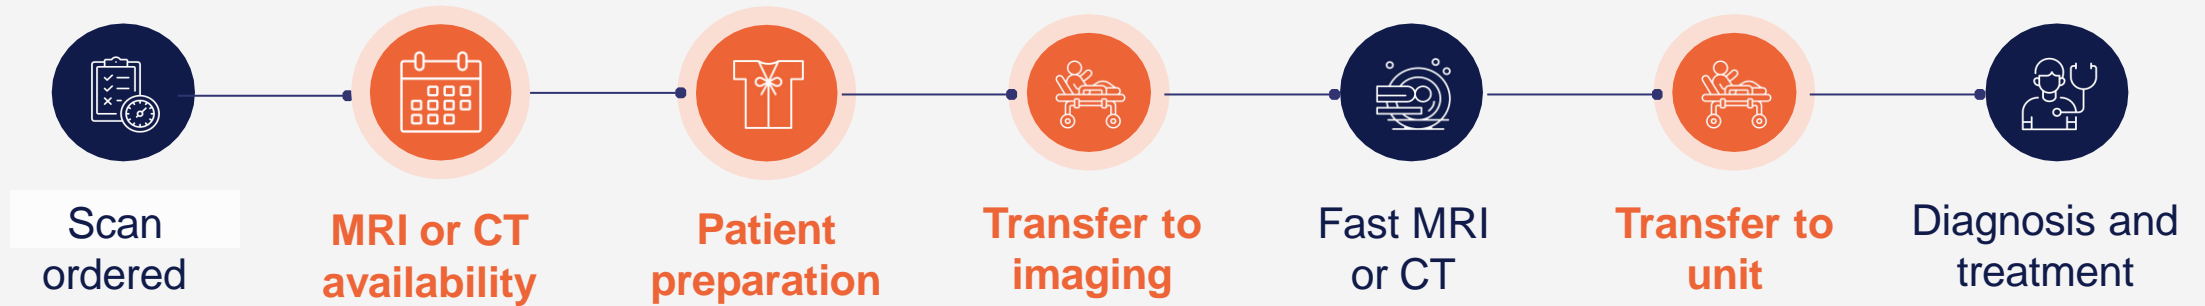 Scan
ordered
MRI or CT
availability
Patient
preparation
Transfer to
imaging
Fast MRI
or CT
Transfer to
unit
Diagnosis and
treatment